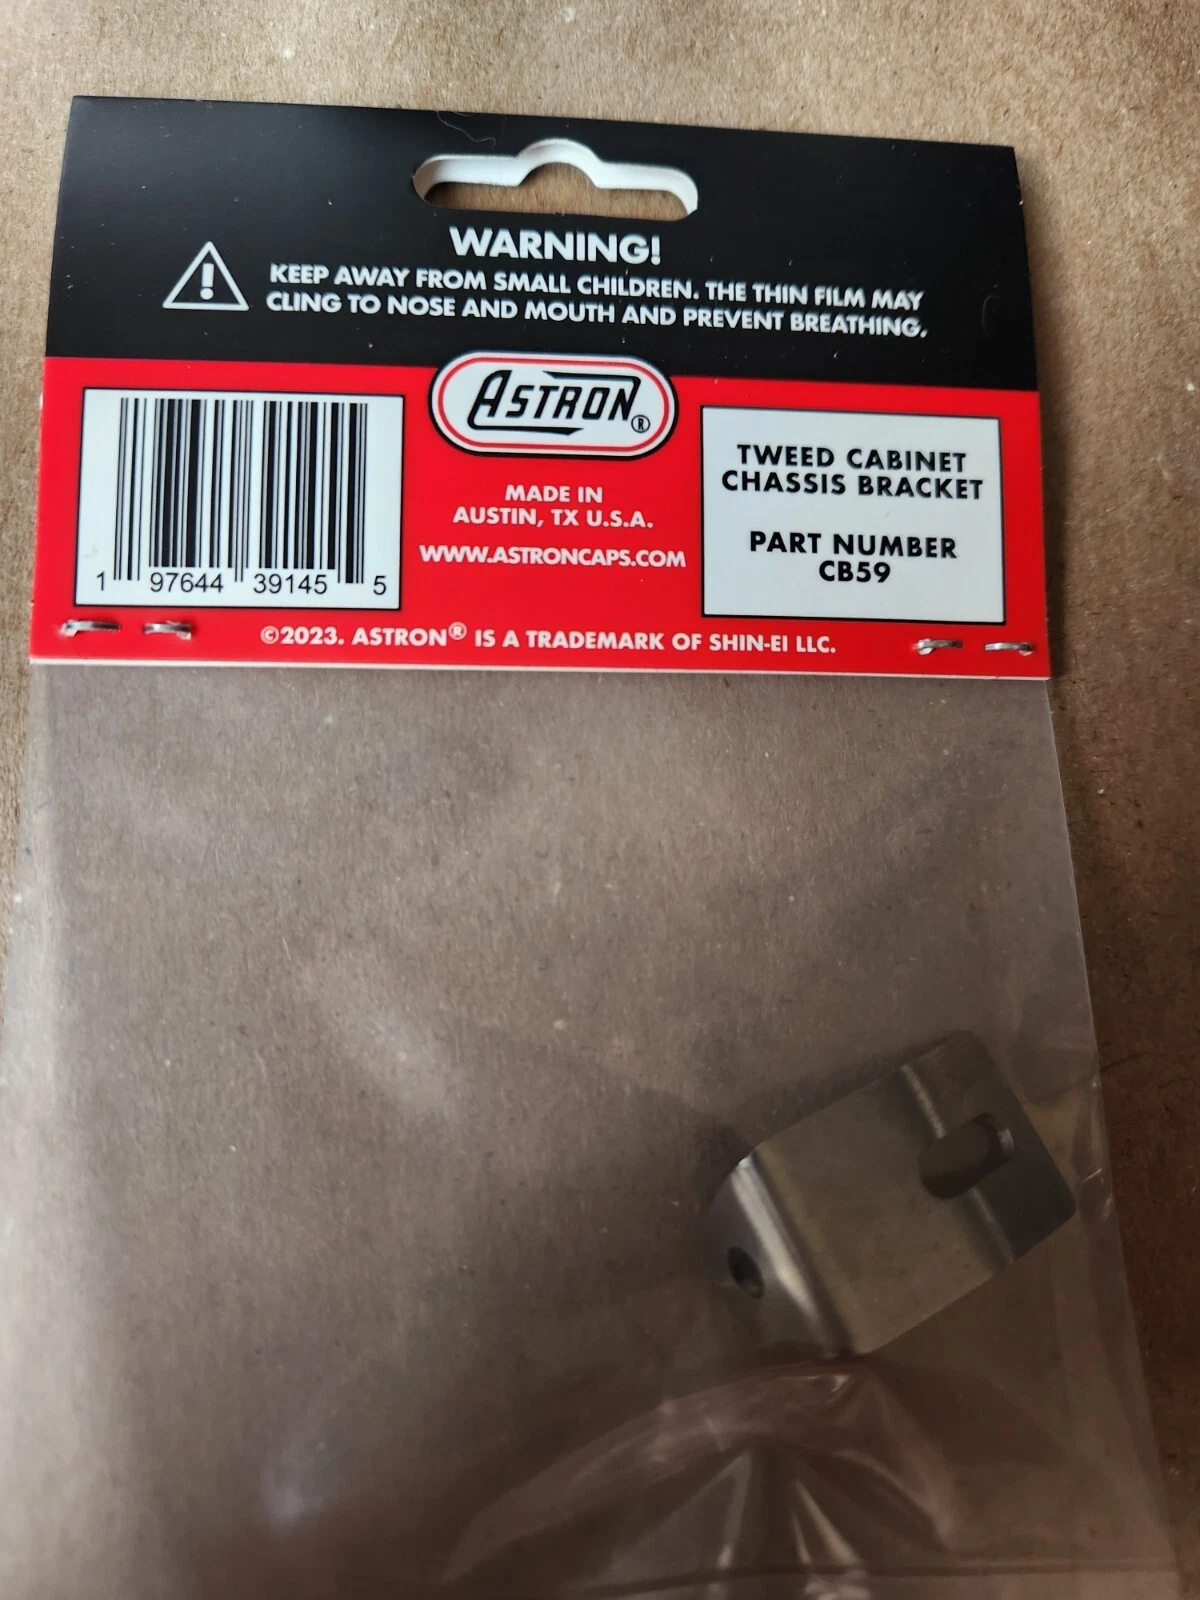 WARNING!
KEEP AWAY FROM SMALL CHILDREN. THE THIN FILM MAY
CLING TO NOSE AND MOUTH AND PREVENT BREATHING.
ASTRON®
MADE IN
AUSTIN, TX U.S.A.
WWW.ASTRONCAPS.COM
1 97644 39145 5
TWEED CABINET
CHASSIS BRACKET
PART NUMBER
CB59
©2023. ASTRON® IS A TRADEMARK OF SHIN-EI LLC.